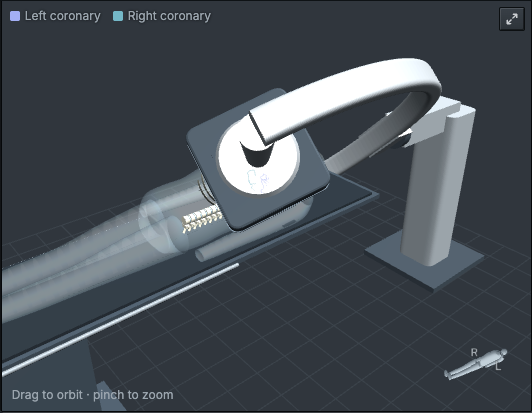 Left coronary
Right coronary
R
L
Drag to orbit · pinch to zoom